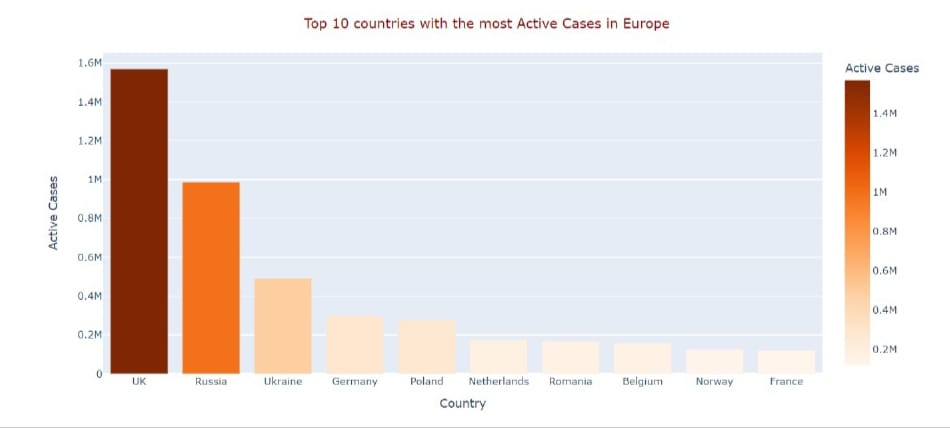 Top 10 countries with the most Active Cases in Europe
Active Cases
1.6M
1.4M
1.2M
1M
0.8M
0.6M
0.4M
0.2M
0
UK Russia Ukraine Germany Poland Netherlands Romania Belgium Norway France
Country
Active Cases
1.4M
1.2M
1M
0.8M
0.6M
0.4M
0.2M